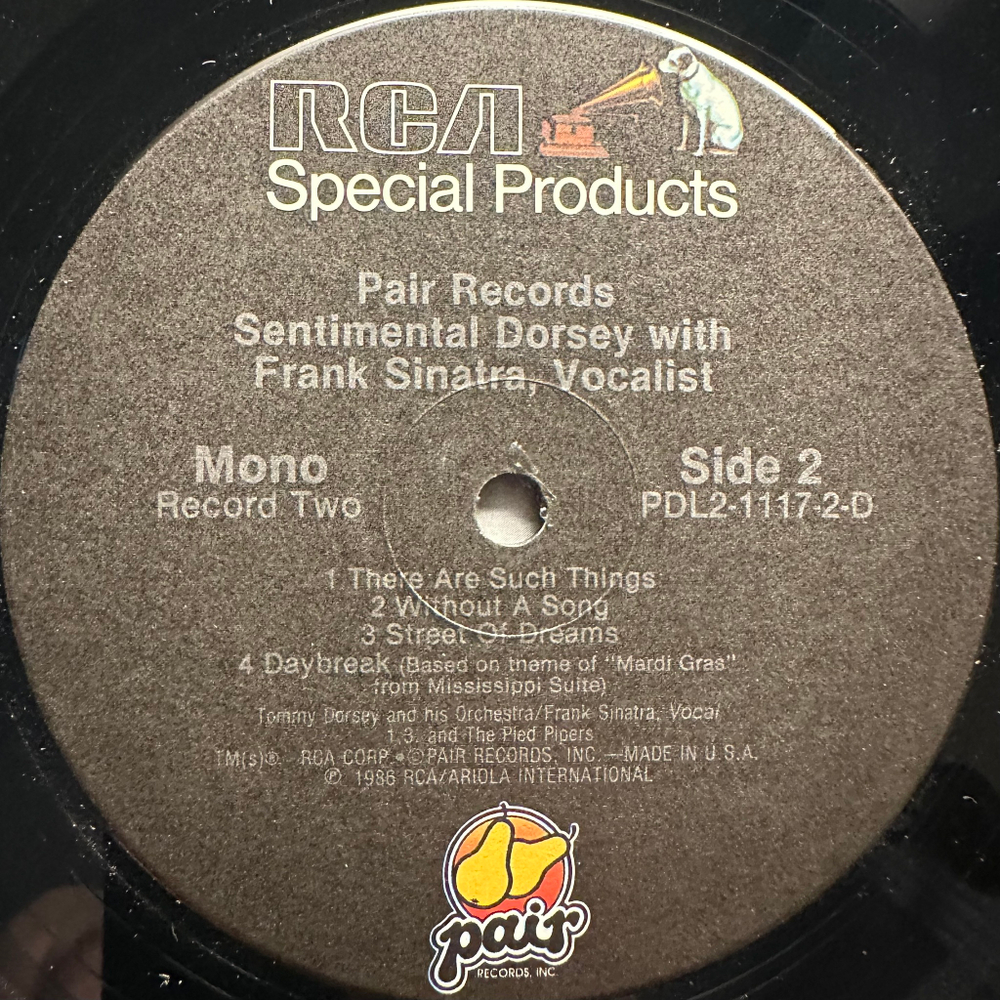 RCA
Special Products
Pair Records
Sentimental Dorsey with
Frank Sinatra, Vocalist
Mono
Record Two
Side 2
PDL2-1117-2-D
1 There Are Such Things
2 Without A Song
3 Street Of Dreams
4 Daybreak (Based on theme of "Mardi Gras"
from Mississippi Suite)
Tommy Dorsey and his Orchestra/Frank Sinatra, Vocal
1,3, and The Pied Pipers
TM(s)® RCA CORP.•©PAIR RECORDS, INC.—MADE IN U.S.A.
℗ 1986 RCA/ARIOLA INTERNATIONAL
pair
RECORDS, INC.